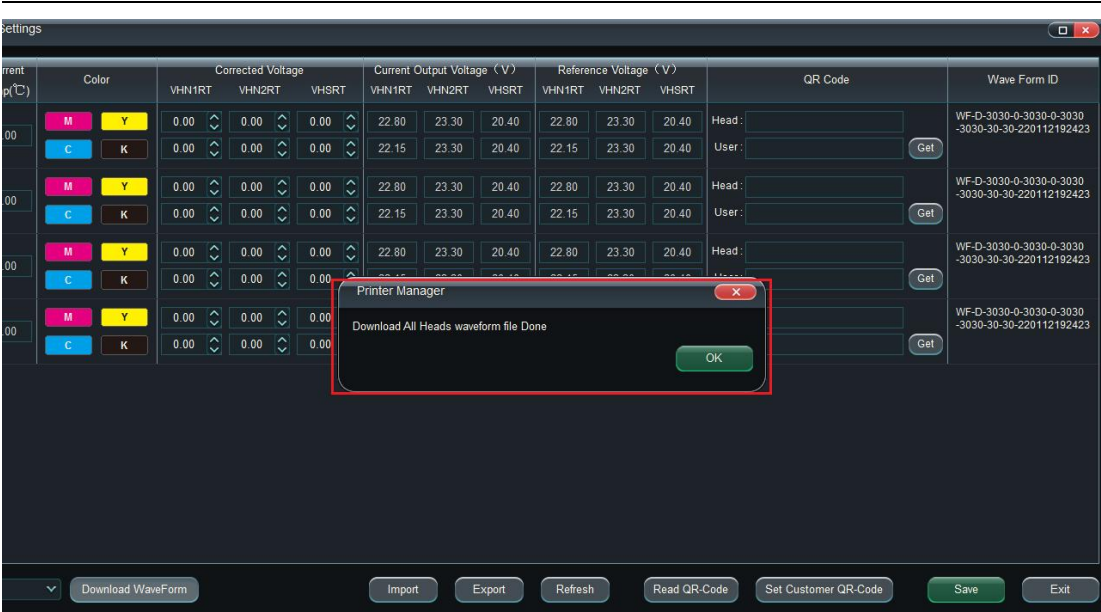 Settings
rrent Corrected Voltage Current Output Voltage（V） Reference Voltage（V）
p(℃) Color VHN1RT VHN2RT VHSRT VHN1RT VHN2RT VHSRT VHN1RT VHN2RT VHSRT QR Code Wave Form ID
M Y 0.00 0.00 0.00 22.80 23.30 20.40 22.80 23.30 20.40 Head: WF-D-3030-0-3030-0-3030
.00 -3030-30-30-220112192423
C K 0.00 0.00 0.00 22.15 23.30 20.40 22.15 23.30 20.40 User: Get
M Y 0.00 0.00 0.00 22.80 23.30 20.40 22.80 23.30 20.40 Head: WF-D-3030-0-3030-0-3030
.00 -3030-30-30-220112192423
C K 0.00 0.00 0.00 22.15 23.30 20.40 22.15 23.30 20.40 User: Get
M Y 0.00 0.00 0.00 22.80 23.30 20.40 22.80 23.30 20.40 Head: WF-D-3030-0-3030-0-3030
.00 -3030-30-30-220112192423
C K 0.00 0.00 0.00 Get
Printer Manager
M Y 0.00 0.00 0.00 WF-D-3030-0-3030-0-3030
.00 Download All Heads waveform file Done -3030-30-30-220112192423
C K 0.00 0.00 0.00 Get
OK
Download WaveForm Import Export Refresh Read QR-Code Set Customer QR-Code Save Exit